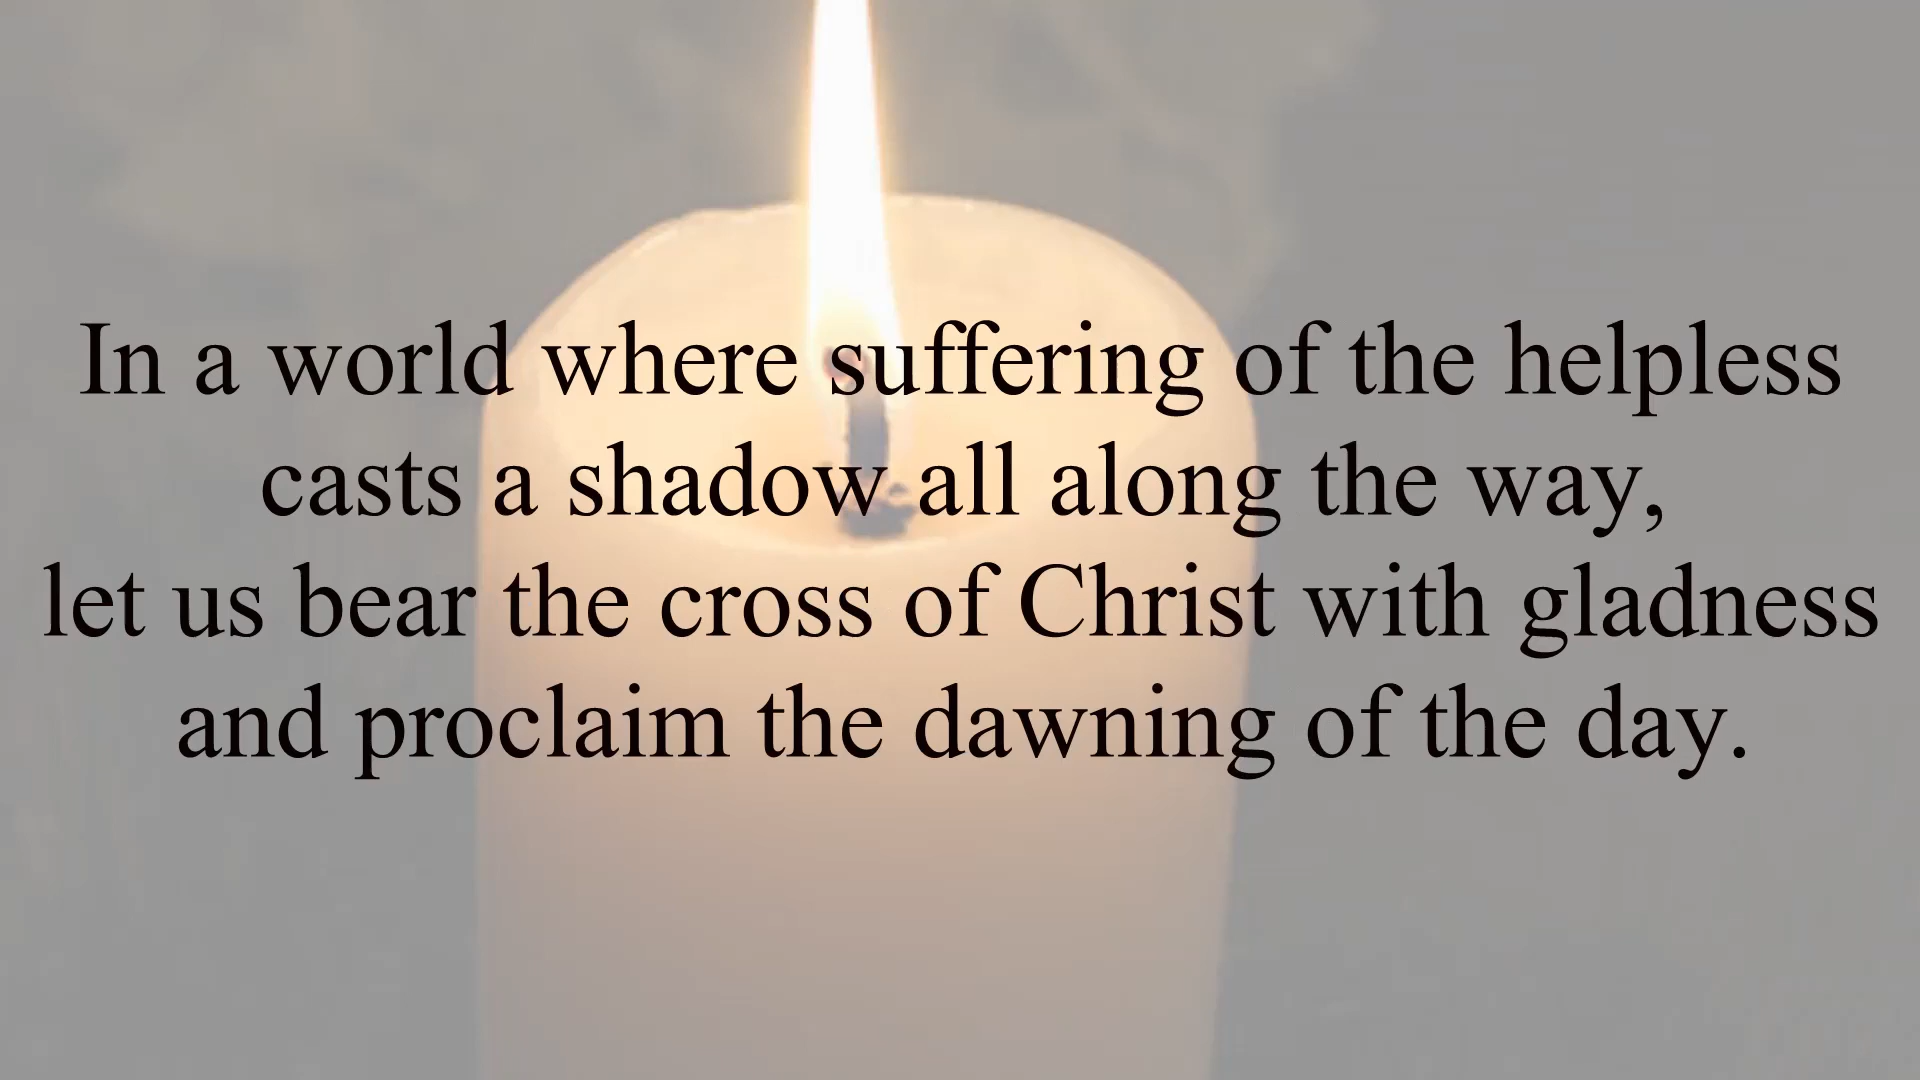 In a world where suffering of the helpless
casts a shadow all along the way,
let us bear the cross of Christ with gladness
and proclaim the dawning of the day.